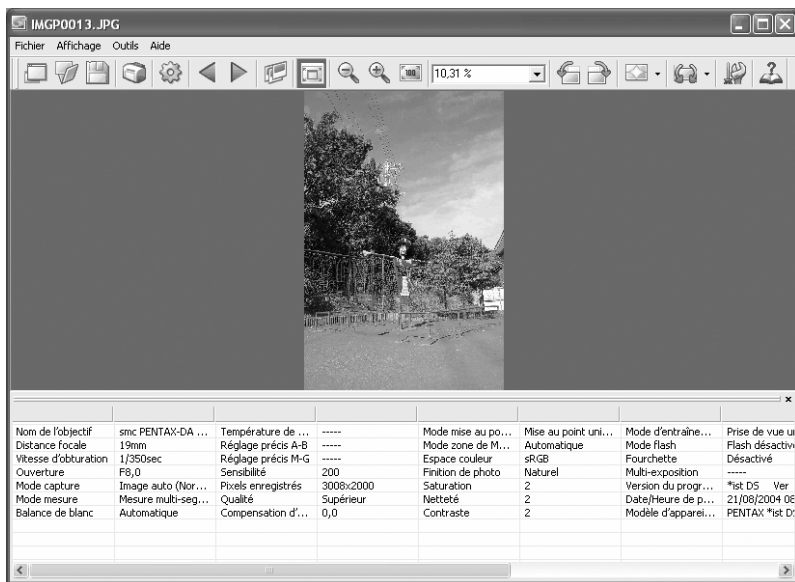 IMGP0013.JPG
Fichier Affichage Outils Aide
100 10,31 %
Nom de l'objectif smc PENTAX-DA ... Température de ... ----- Mode mise au po... Mise au point uni... Mode d'entraîne... Prise de vue u
Distance focale 19mm Réglage précis A-B ----- Mode zone de M... Automatique Mode flash Flash désactiv
Vitesse d'obturation 1/350sec Réglage précis M-G ----- Espace couleur sRGB Fourchette Désactivé
Ouverture F8,0 Sensibilité 200 Finition de photo Naturel Multi-exposition -----
Mode capture Image auto (Nor... Pixels enregistrés 3008x2000 Saturation 2 Version du progr... *ist DS Ver
Mode mesure Mesure multi-seg... Qualité Supérieur Netteté 2 Date/Heure de p... 21/08/2004 08
Balance de blanc Automatique Compensation d'... 0,0 Contraste 2 Modèle d'apparei... PENTAX *ist D